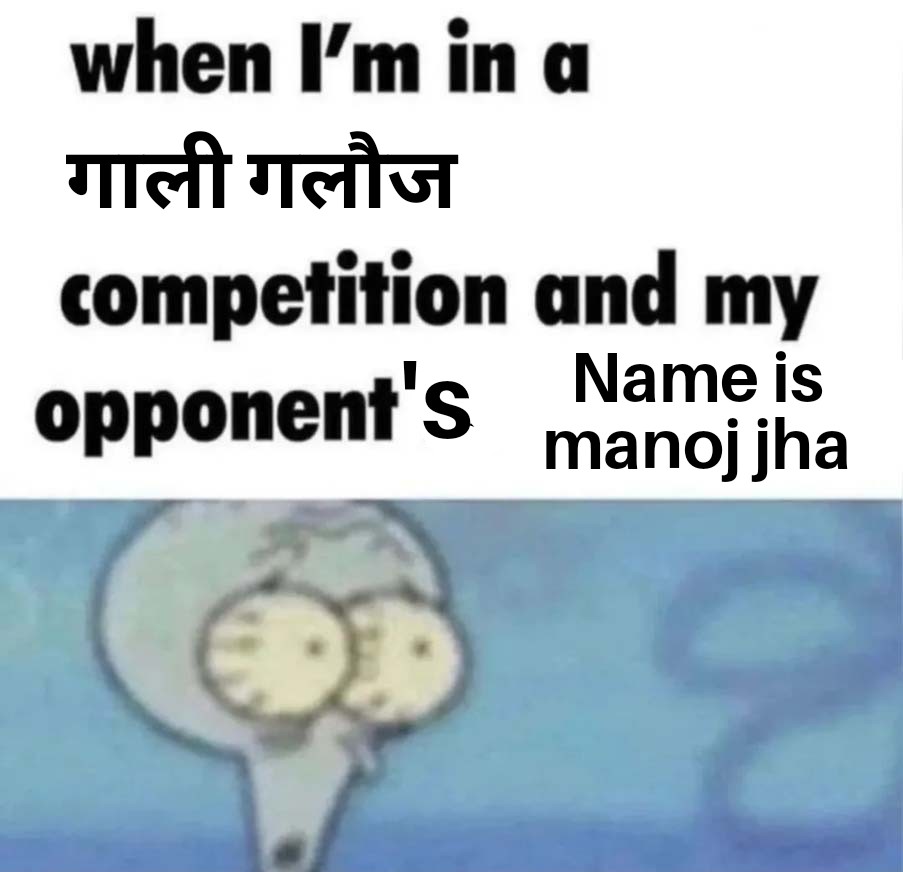 when I'm in a
गाली गलौज
competition and my
opponent's Name is
manoj jha